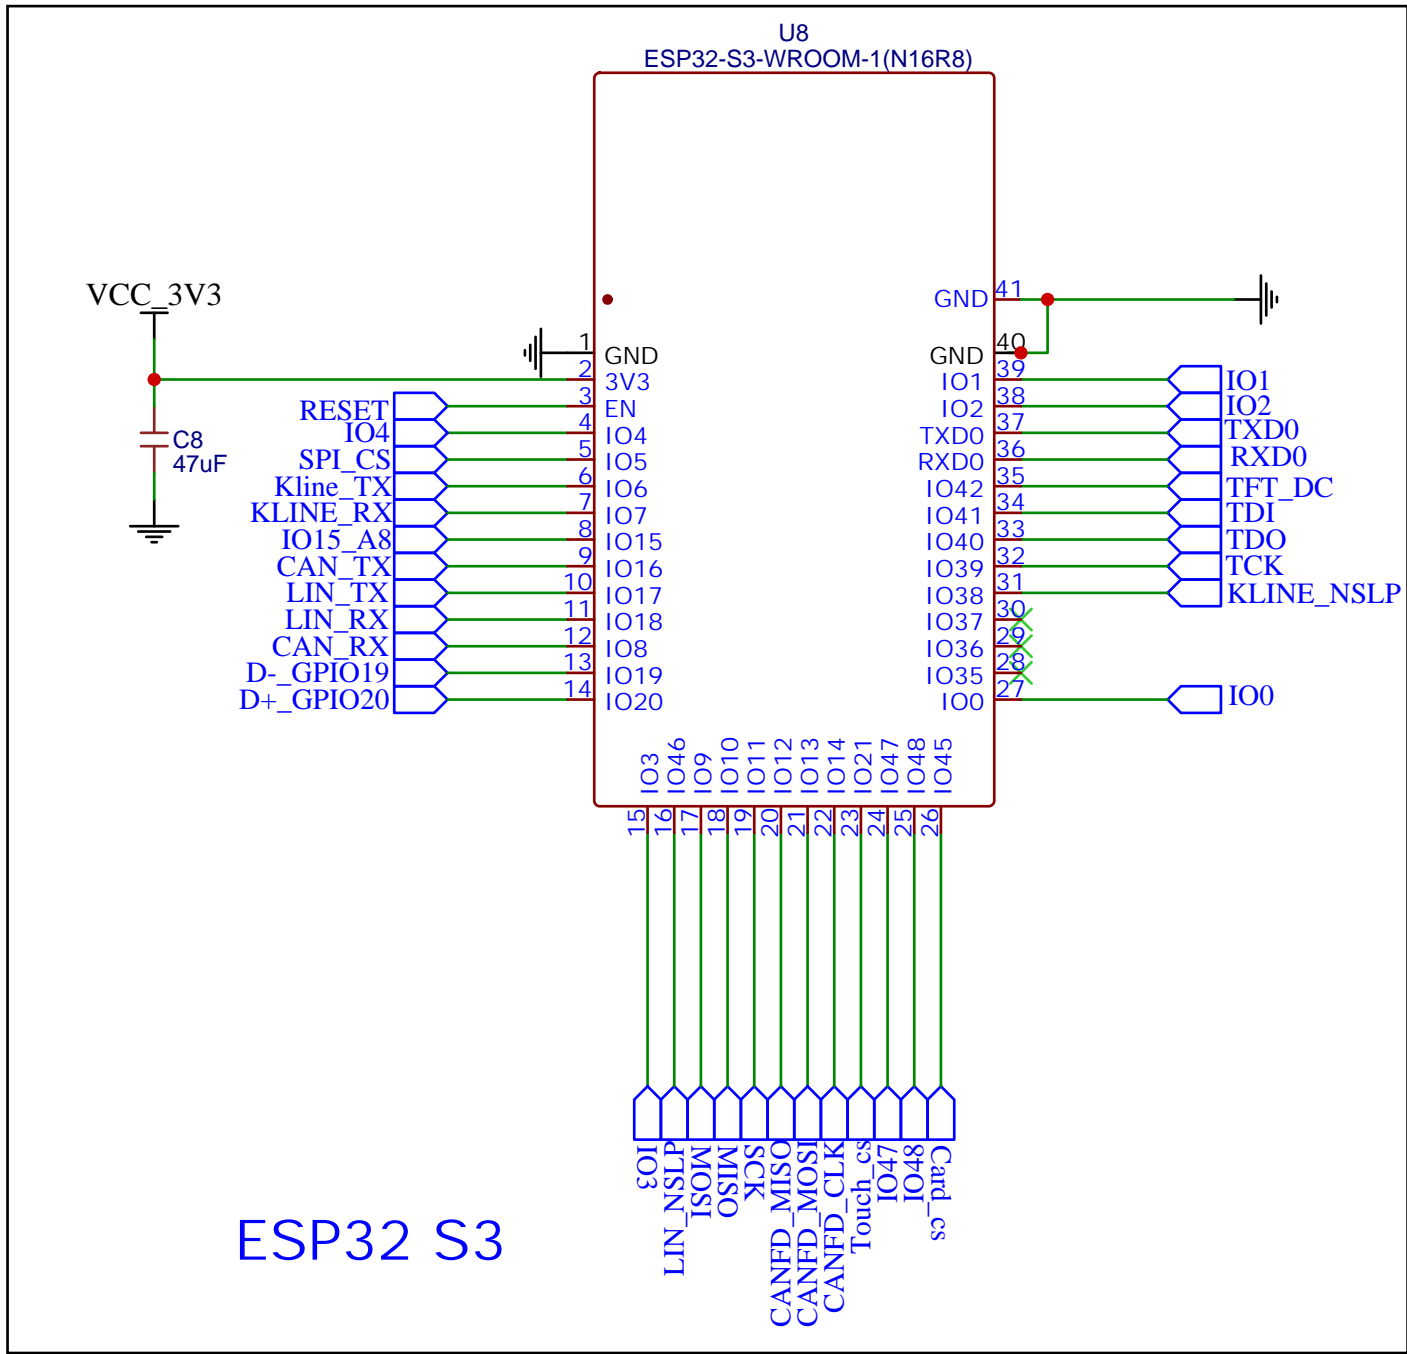 U8
ESP32-S3-WROOM-1(N16R8)
VCC_3V3
C8
47uF
RESET
IO4
SPI_CS
Kline_TX
KLINE_RX
IO15_A8
CAN_TX
LIN_TX
LIN_RX
CAN_RX
D-_GPIO19
D+_GPIO20
1 GND
2 3V3
3 EN
4 IO4
5 IO5
6 IO6
7 IO7
8 IO15
9 IO16
10 IO17
11 IO18
12 IO8
13 IO19
14 IO20
GND 41
GND 40
IO1 39
IO2 38
TXD0 37
RXD0 36
IO42 35
IO41 34
IO40 33
IO39 32
IO38 31
IO37 30
IO36 29
IO35 28
IO0 27
IO1
IO2
TXD0
RXD0
TFT_DC
TDI
TDO
TCK
KLINE_NSLP
IO0
IO3
IO46
IO9
IO10
IO11
IO12
IO13
IO14
IO21
IO47
IO48
IO45
15
16
17
18
19
20
21
22
23
24
25
26
IO3
LIN_NSLP
MOSI
MISO
SCK
CANFD_MISO
CANFD_MOSI
CANFD_CLK
Touch_cs
IO47
IO48
Card_cs
ESP32 S3